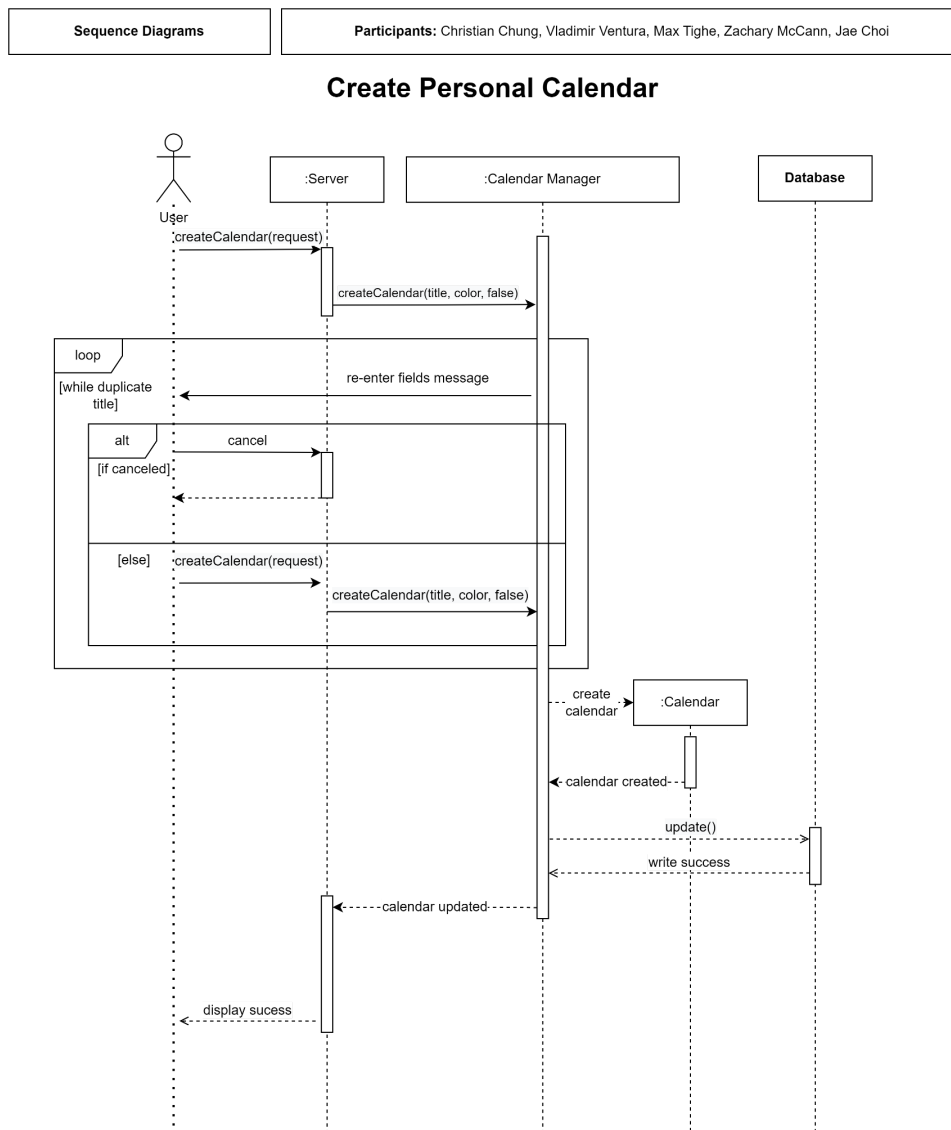 Sequence Diagrams
Participants: Christian Chung, Vladimir Ventura, Max Tighe, Zachary McCann, Jae Choi
Create Personal Calendar
:Server
:Calendar Manager
Database
User
createCalendar(request)
createCalendar(title, color, false)
loop
[while duplicate
title]
re-enter fields message
alt
cancel
[if canceled]
[else]
createCalendar(request)
createCalendar(title, color, false)
create
calendar
:Calendar
calendar created
update()
write success
calendar updated
display sucess